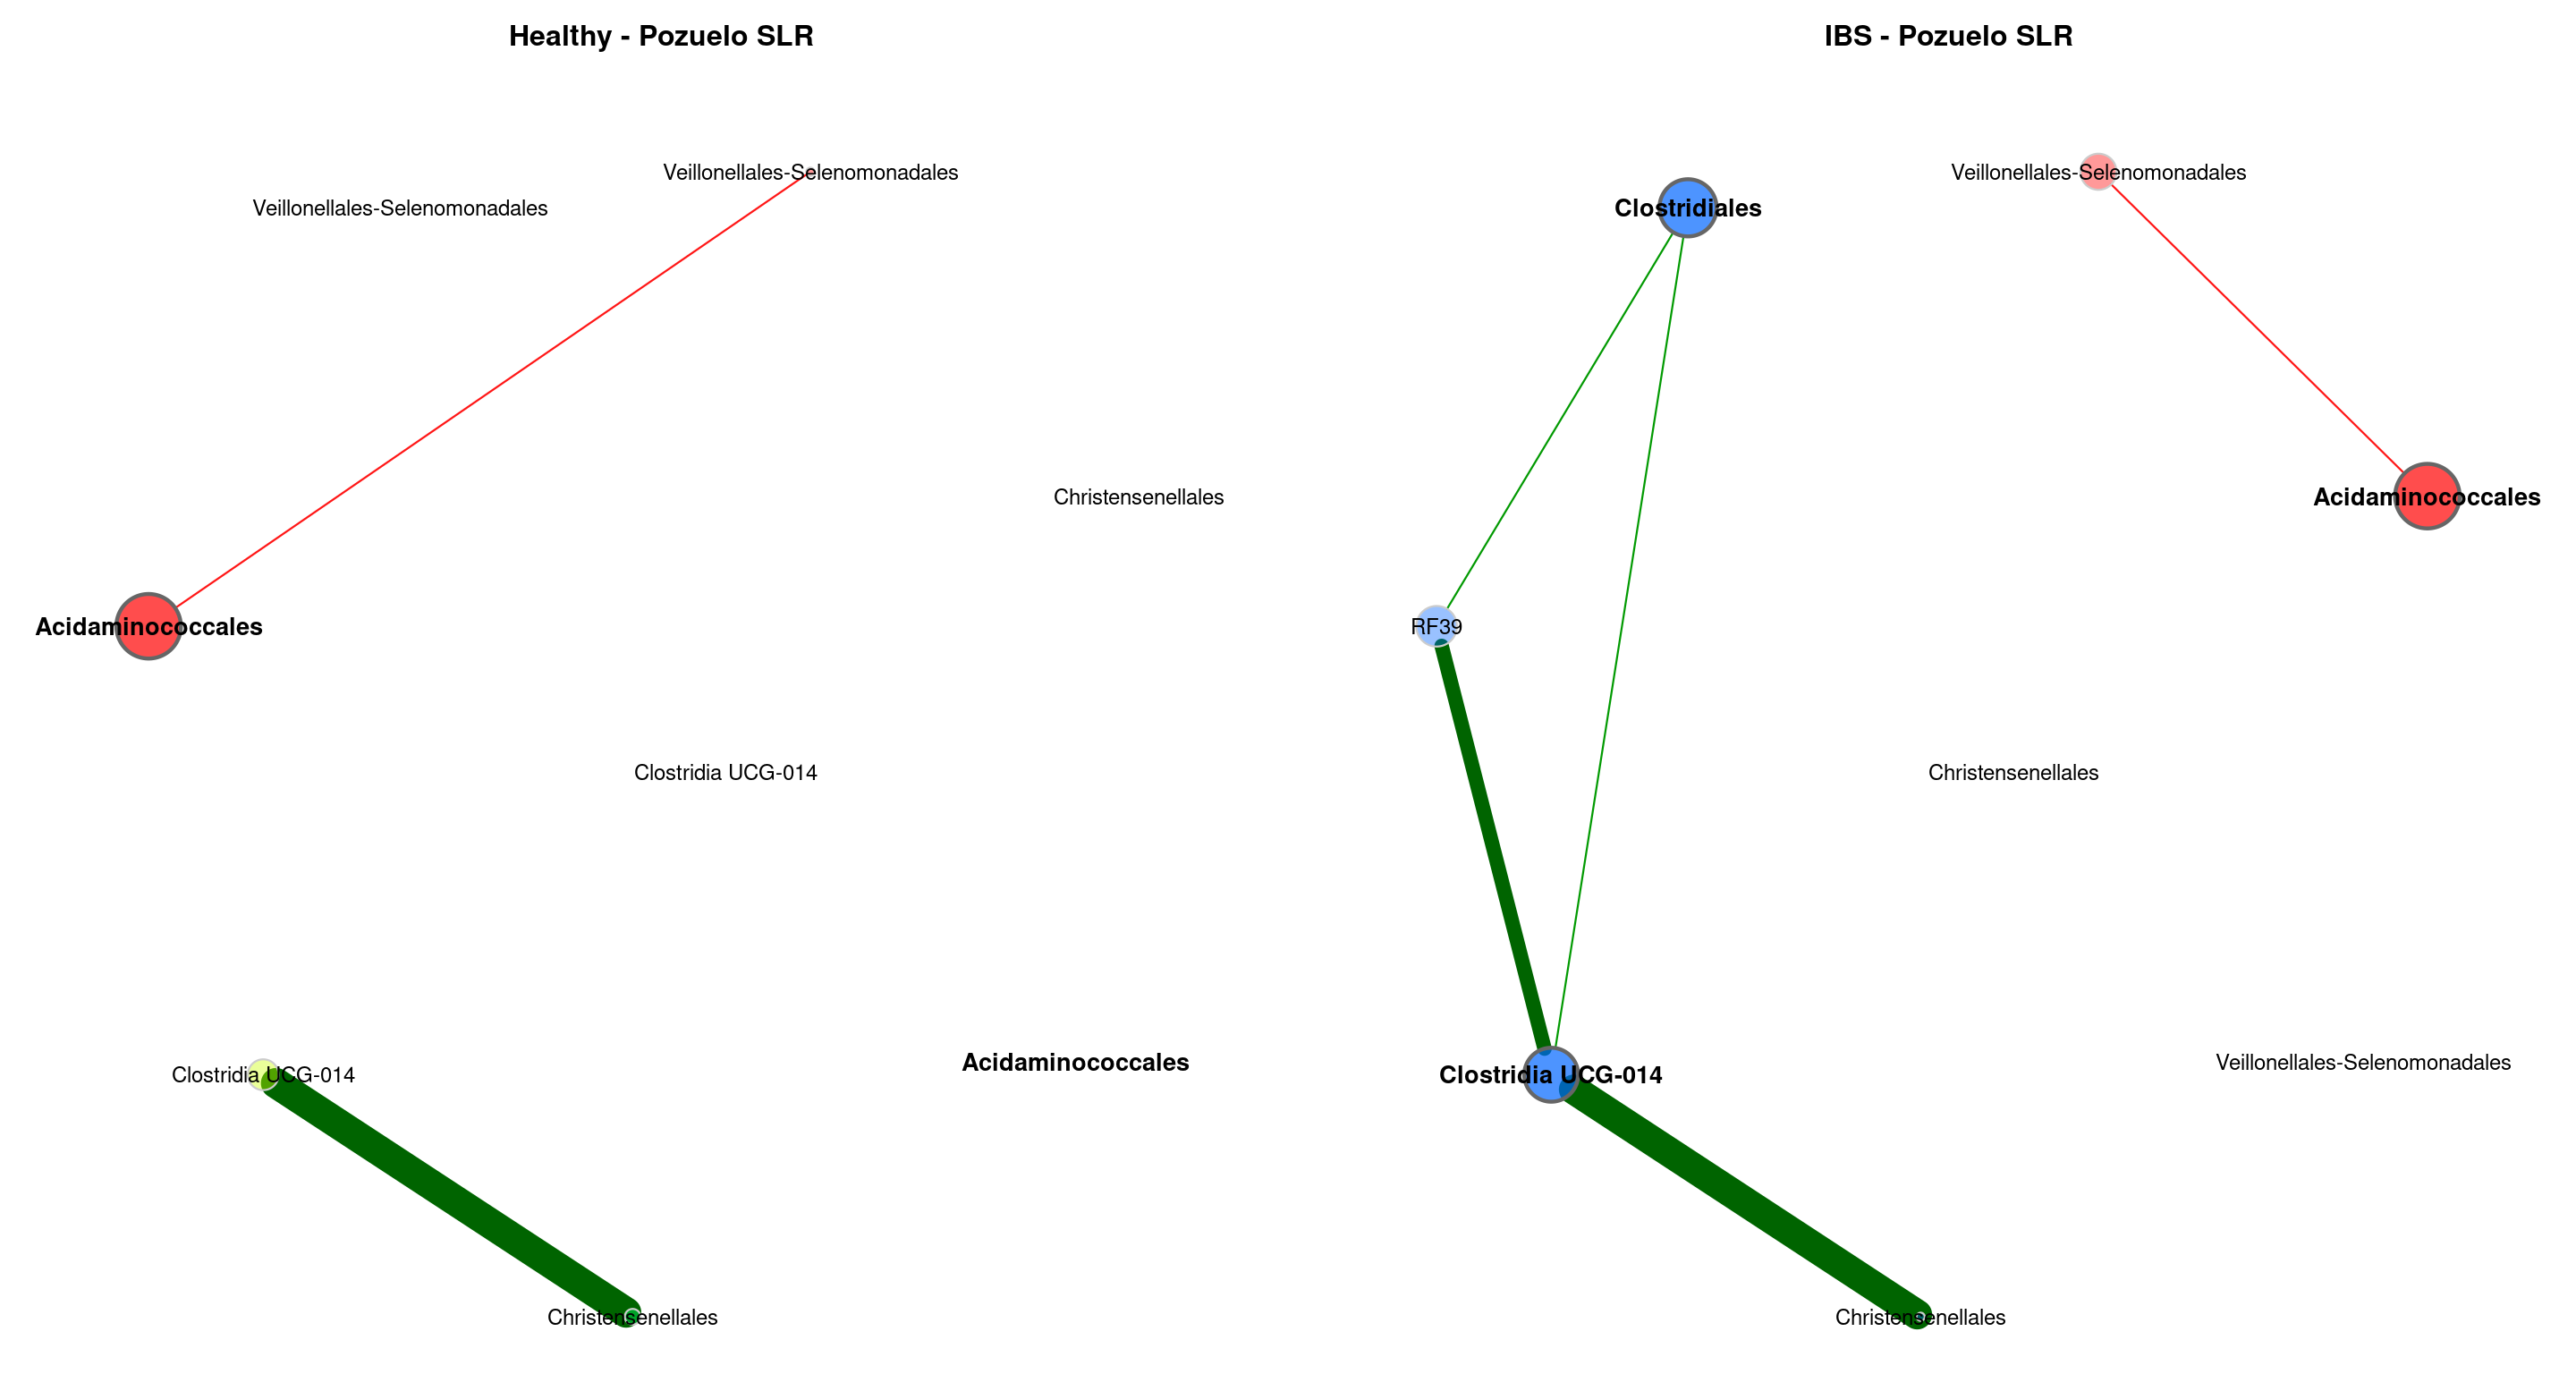 Healthy - Pozuelo SLR
Veillonellales-Selenomonadales
Veillonellales-Selenomonadales
Christensenellales
Acidaminococcales
Clostridia UCG-014
Acidaminococcales
Clostridia UCG-014
Christensenellales
IBS - Pozuelo SLR
Veillonellales-Selenomonadales
Clostridiales
Acidaminococcales
RF39
Christensenellales
Veillonellales-Selenomonadales
Clostridia UCG-014
Christensenellales